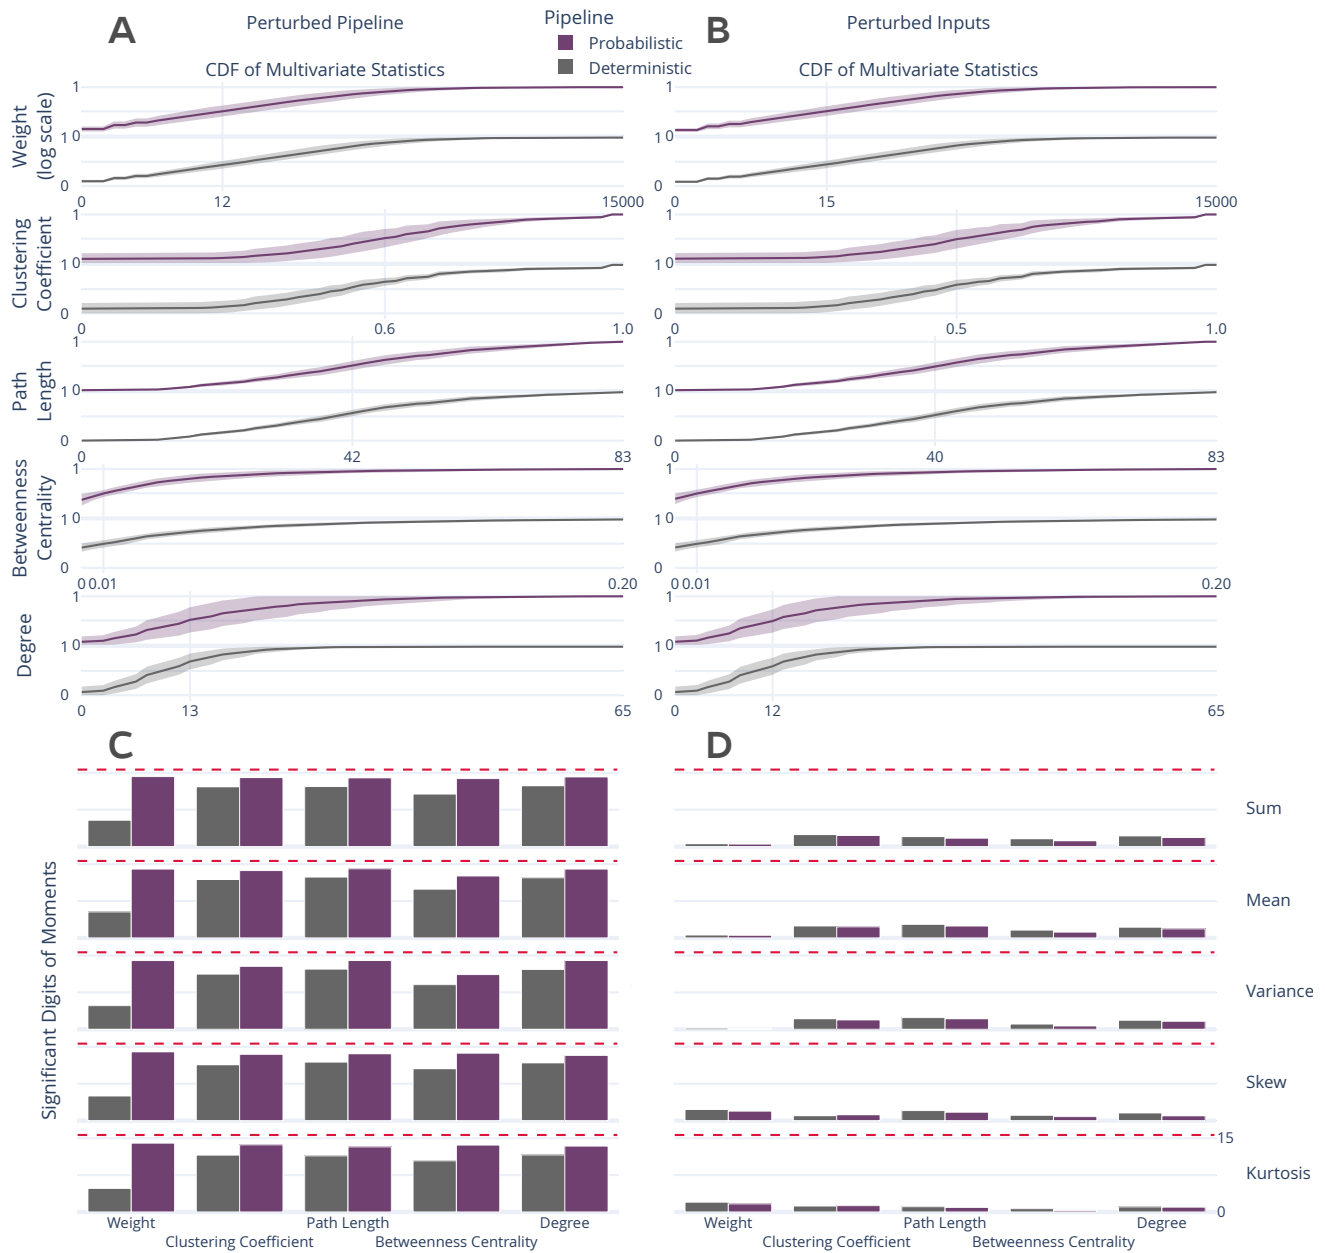 A
Perturbed Pipeline
Pipeline
Probabilistic
Deterministic
B
Perturbed Inputs
CDF of Multivariate Statistics
CDF of Multivariate Statistics
Weight
(log scale)
1
1 0
0
0 12 15000
1
1 0
0
0 15 15000
Clustering
Coefficient
1
1 0
0
0 0.6 1.0
1
1 0
0
0 0.5 1.0
Path
Length
1
1 0
0
0 42 83
1
1 0
0
0 40 83
Betweenness
Centrality
1
1 0
0
0 0.01 0.20
1
1 0
0
0 0.01 0.20
Degree
1
1 0
0
0 13 65
1
1 0
0
0 12 65
C
D
Significant Digits of Moments
Sum
Mean
Variance
Skew
15
Kurtosis
0
Weight
Path Length
Degree
Clustering Coefficient
Betweenness Centrality
Weight
Path Length
Degree
Clustering Coefficient
Betweenness Centrality